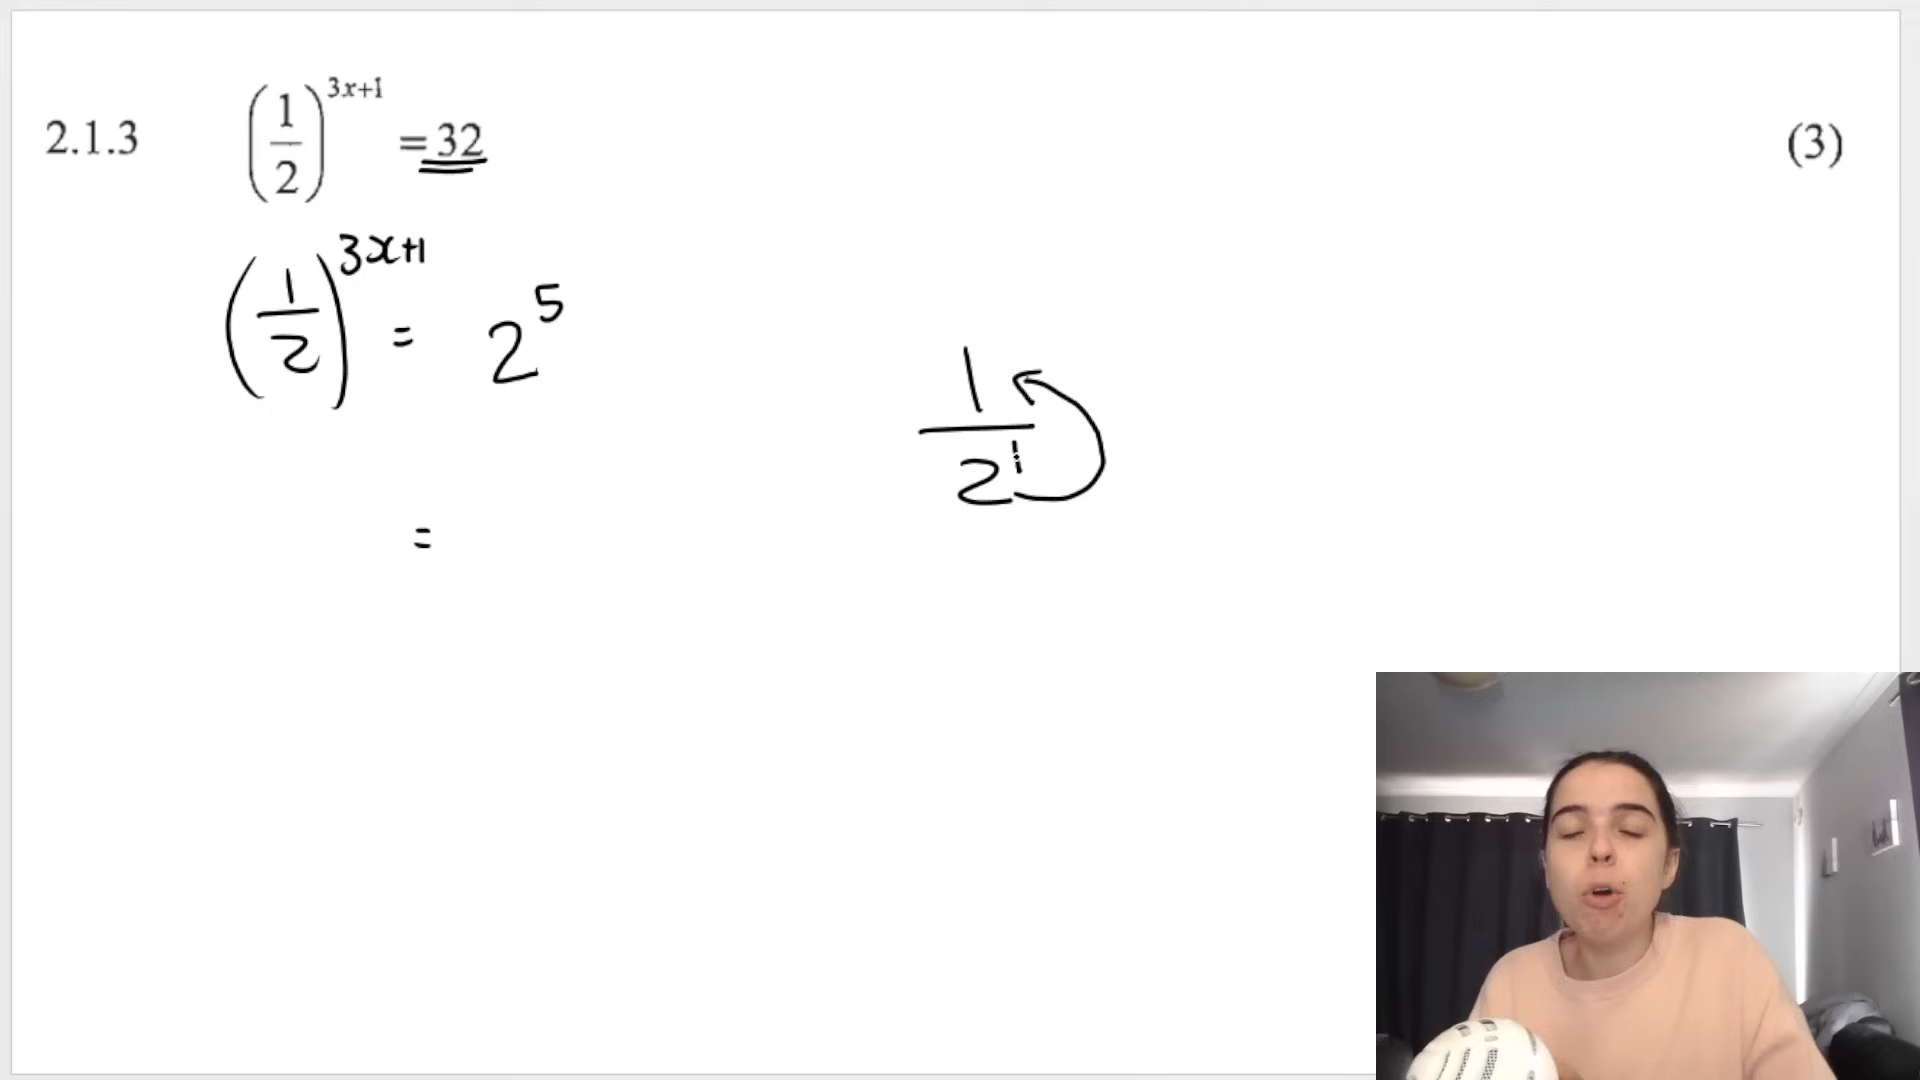 2.1.3 (1/2)^{3x+1} = 32 (3)
(1/2)^{3x+1} = 2^5
1/2^1
=